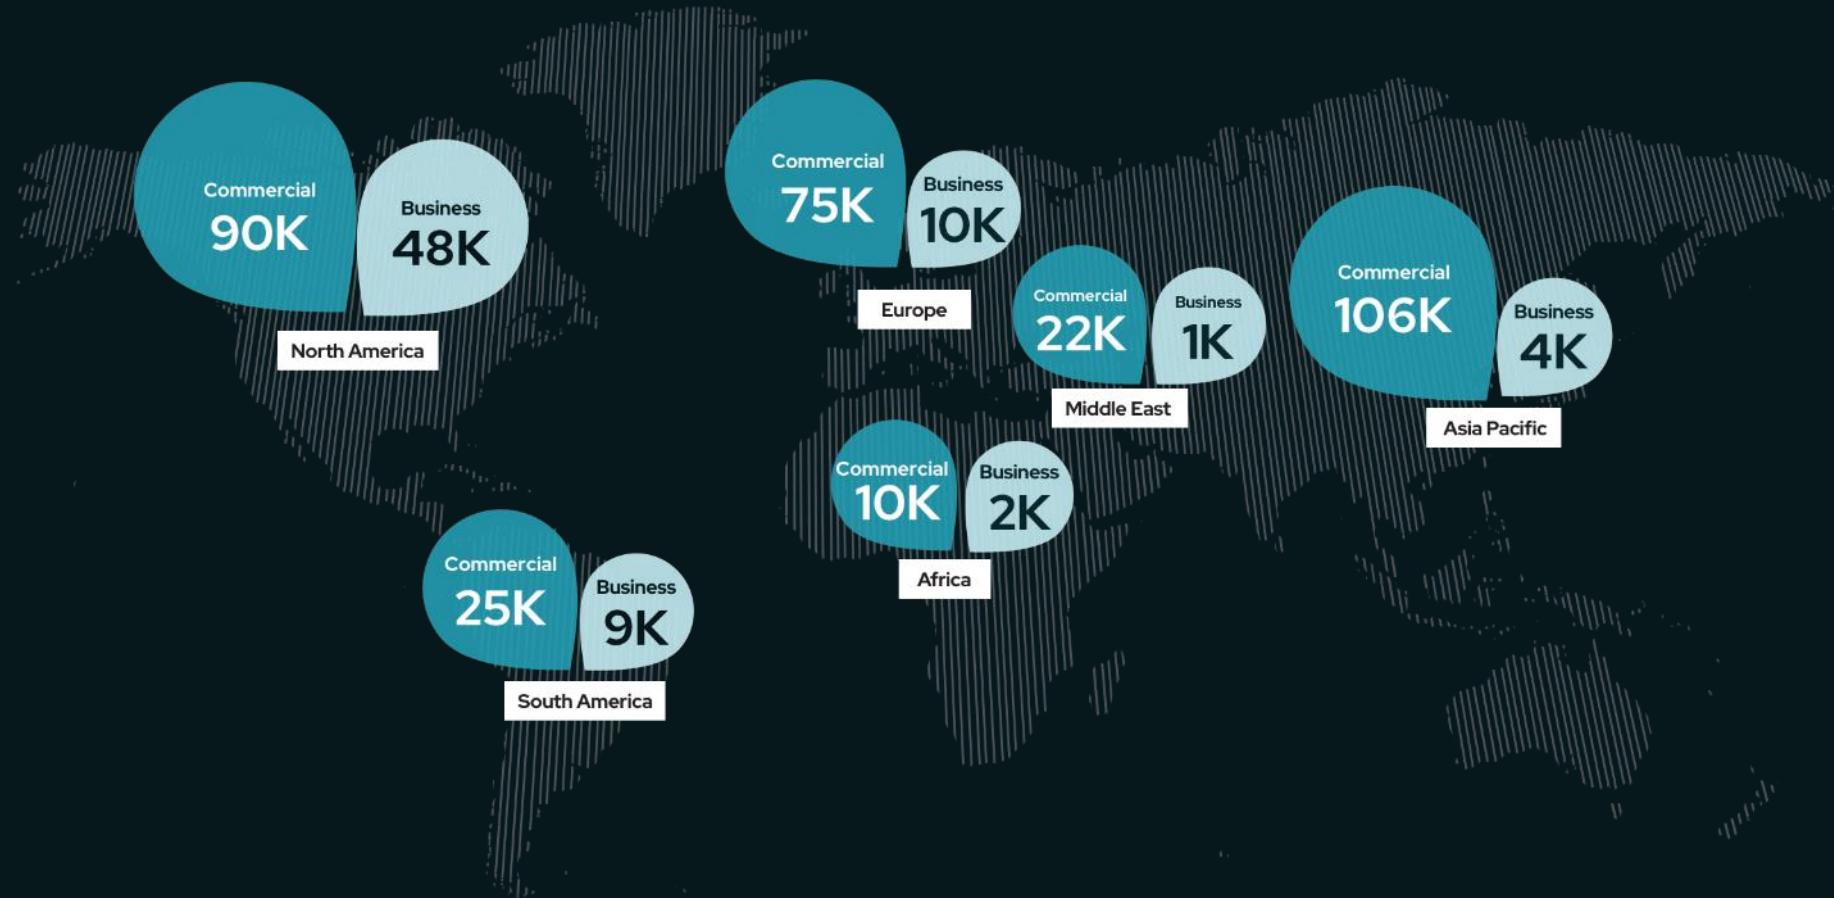 Commercial
90K
Business
48K
North America
Commercial
75K
Business
10K
Europe
Commercial
22K
Business
1K
Middle East
Commercial
106K
Business
4K
Asia Pacific
Commercial
10K
Business
2K
Africa
Commercial
25K
Business
9K
South America